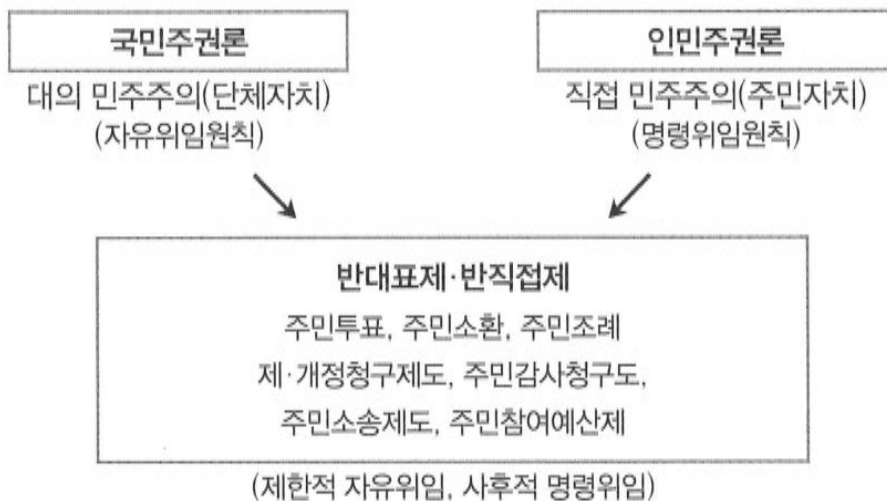 국민주권론
인민주권론
대의 민주주의(단체자치)
직접 민주주의(주민자치)
(자유위임원칙)
(명령위임원칙)
반대표제·반직접제
주민투표, 주민소환, 주민조례
제·개정청구제도, 주민감사청구도,
주민소송제도, 주민참여예산제
(제한적 자유위임, 사후적 명령위임)